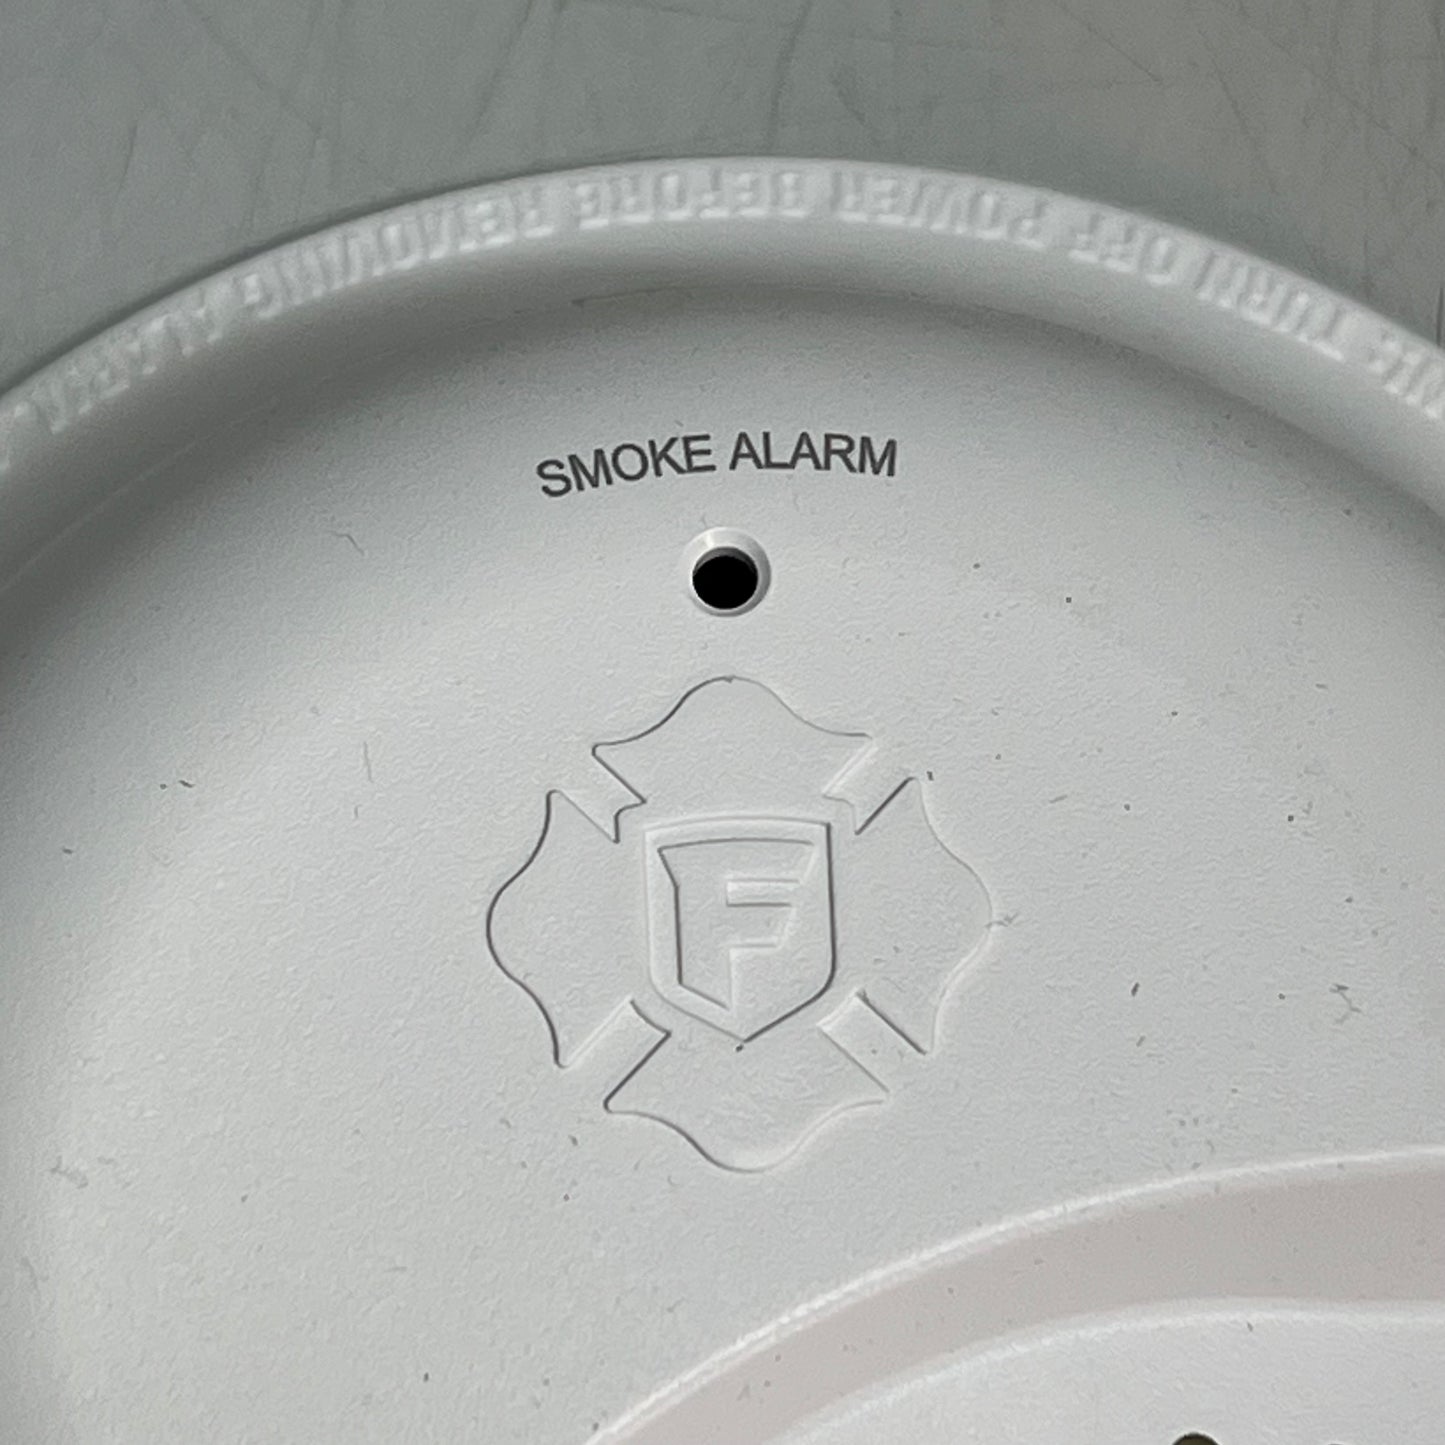 TURN OFF POWER BEFORE REMOVING ALARM
SMOKE ALARM
F